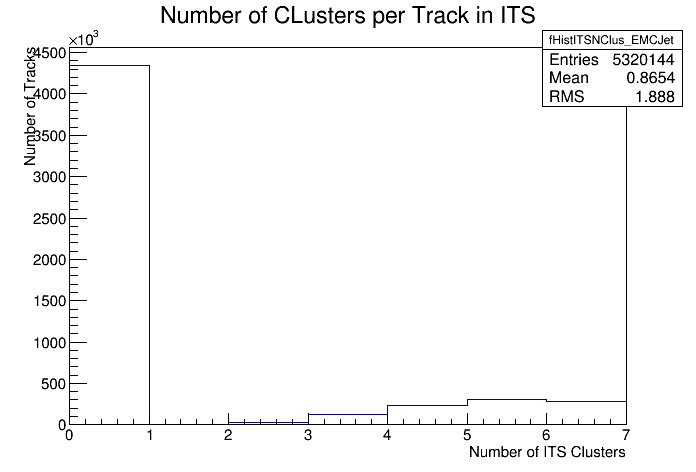 Number of CLusters per Track in ITS
×10³
fHistITSNClus_EMCJet
Entries 5320144
Mean 0.8654
RMS 1.888
Number of Tracks
4500
4000
3500
3000
2500
2000
1500
1000
500
0
0 1 2 3 4 5 6 7
Number of ITS Clusters